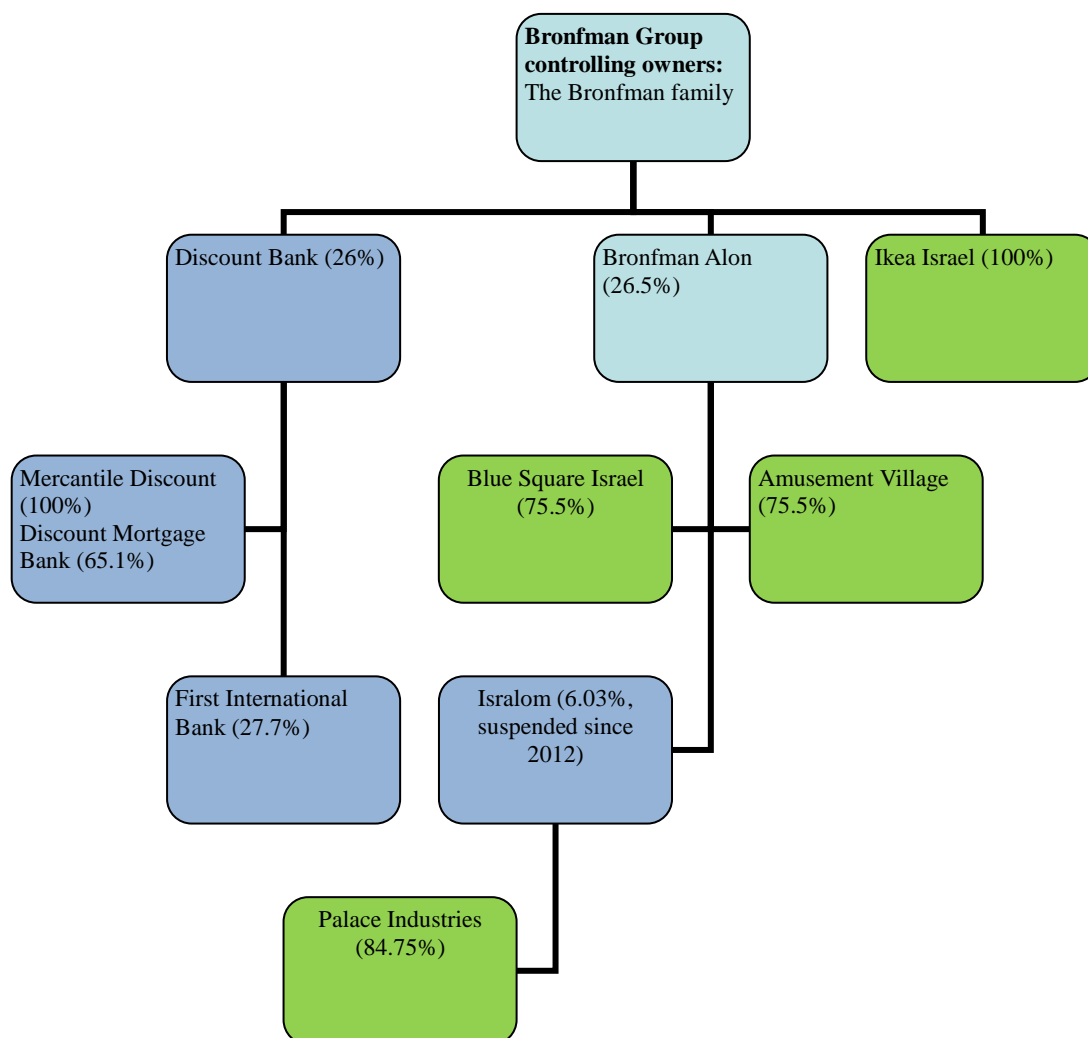 Bronfman Group
controlling owners:
The Bronfman family
Discount Bank (26%)
Bronfman Alon
(26.5%)
Ikea Israel (100%)
Mercantile Discount
(100%)
Discount Mortgage
Bank (65.1%)
Blue Square Israel
(75.5%)
Amusement Village
(75.5%)
First International
Bank (27.7%)
Isralom (6.03%,
suspended since
2012)
Palace Industries
(84.75%)